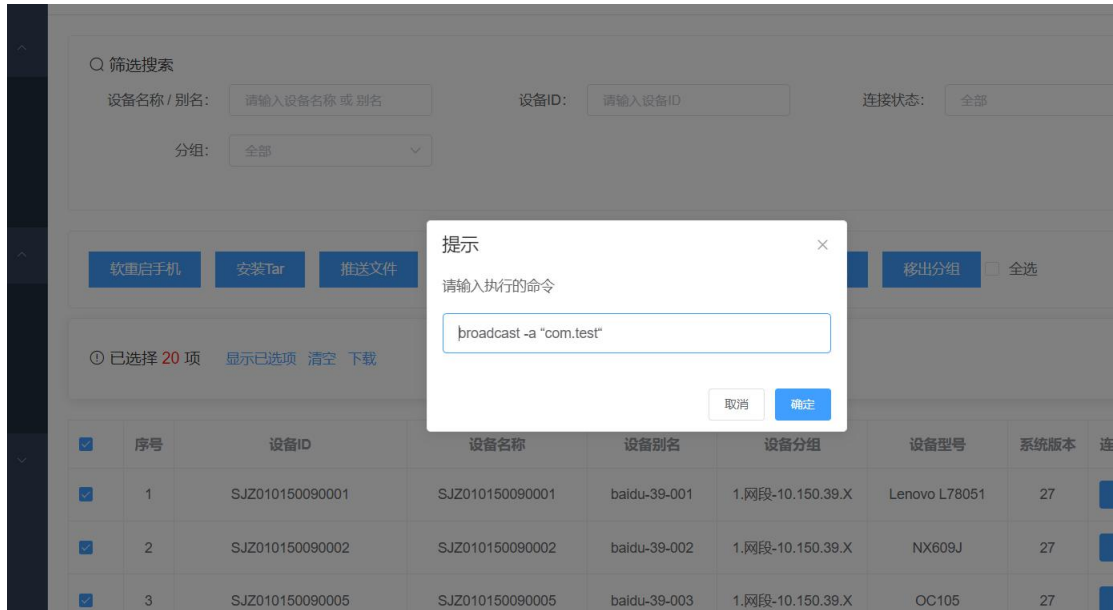 筛选搜索
设备名称 / 别名: 请输入设备名称 或 别名 设备ID: 请输入设备ID 连接状态: 全部
分组: 全部
提示
请输入执行的命令
broadcast -a “com.test“
取消 确定
软重启手机 安装Tar 推送文件 移出分组 全选
已选择 20 项 显示已选项 清空 下载
序号 设备ID 设备名称 设备别名 设备分组 设备型号 系统版本 连
1 SJZ010150090001 SJZ010150090001 baidu-39-001 1.网段-10.150.39.X Lenovo L78051 27
2 SJZ010150090002 SJZ010150090002 baidu-39-002 1.网段-10.150.39.X NX609J 27
3 SJZ010150090005 SJZ010150090005 baidu-39-003 1.网段-10.150.39.X OC105 27